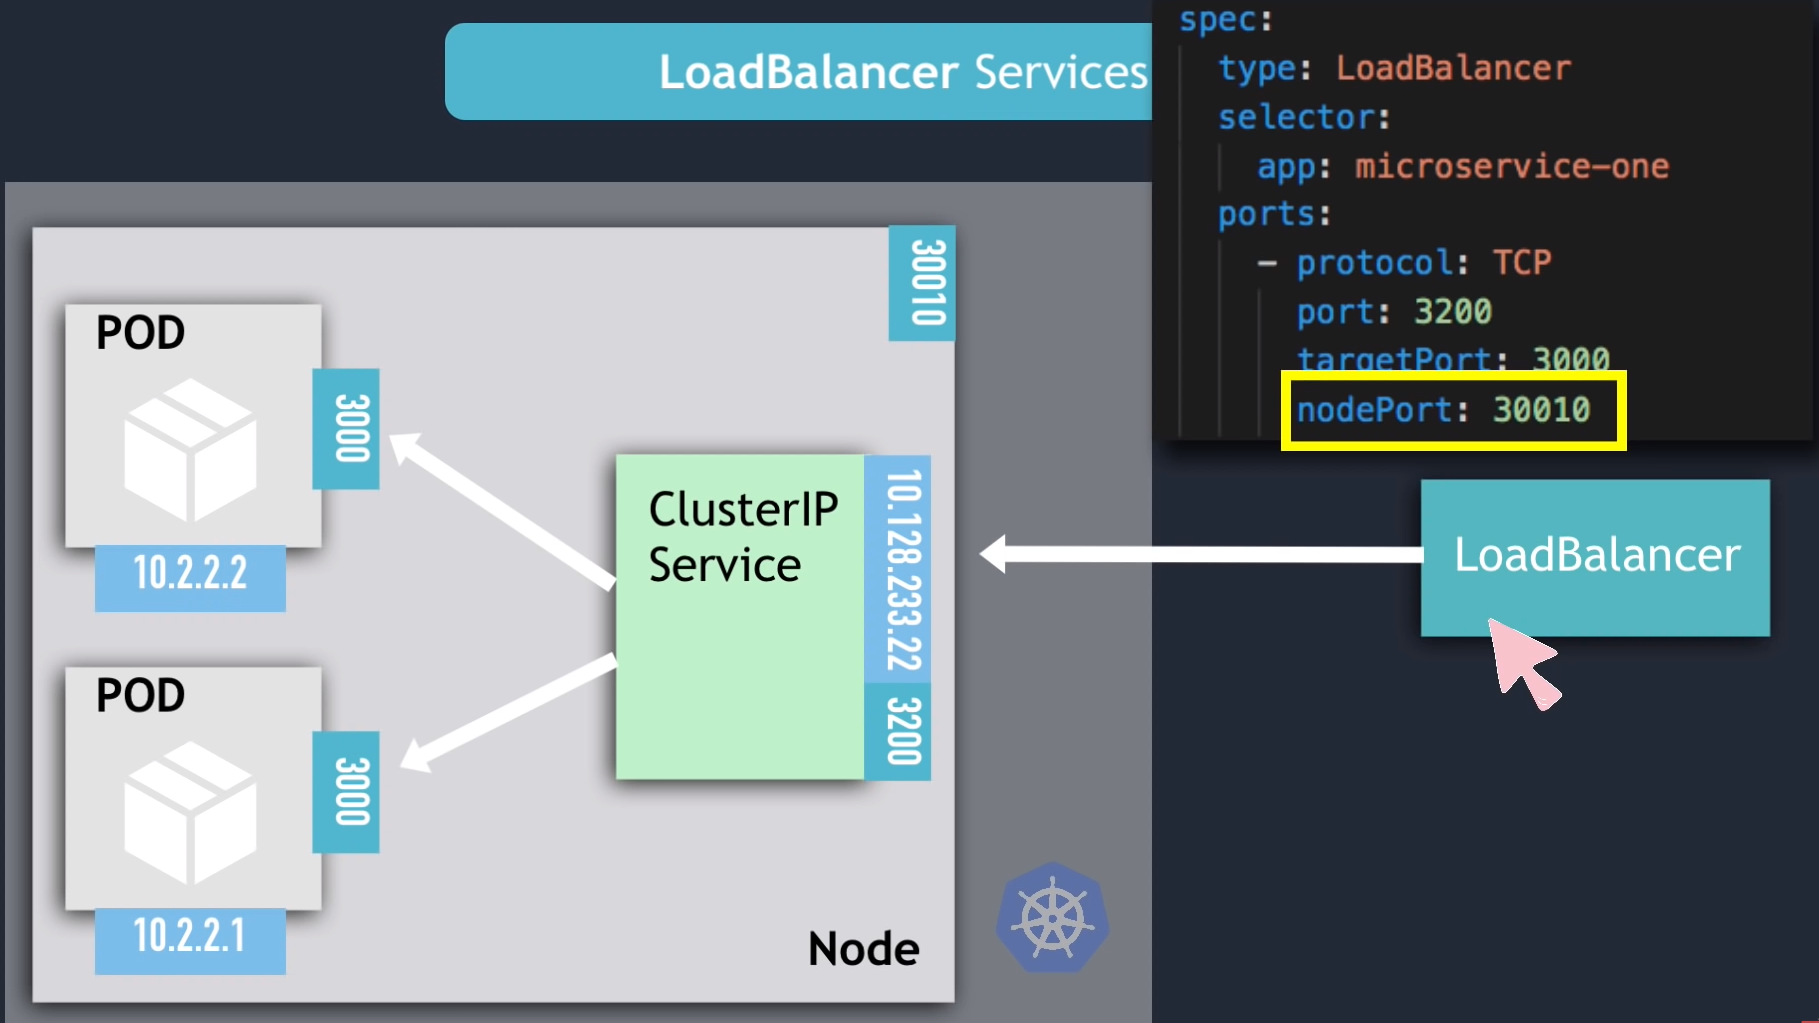 LoadBalancer Services
spec:
type: LoadBalancer
selector:
app: microservice-one
ports:
- protocol: TCP
port: 3200
targetPort: 3000
nodePort: 30010
30010
POD
3000
10.2.2.2
ClusterIP
Service
10.128.233.22
3200
LoadBalancer
POD
3000
10.2.2.1
Node